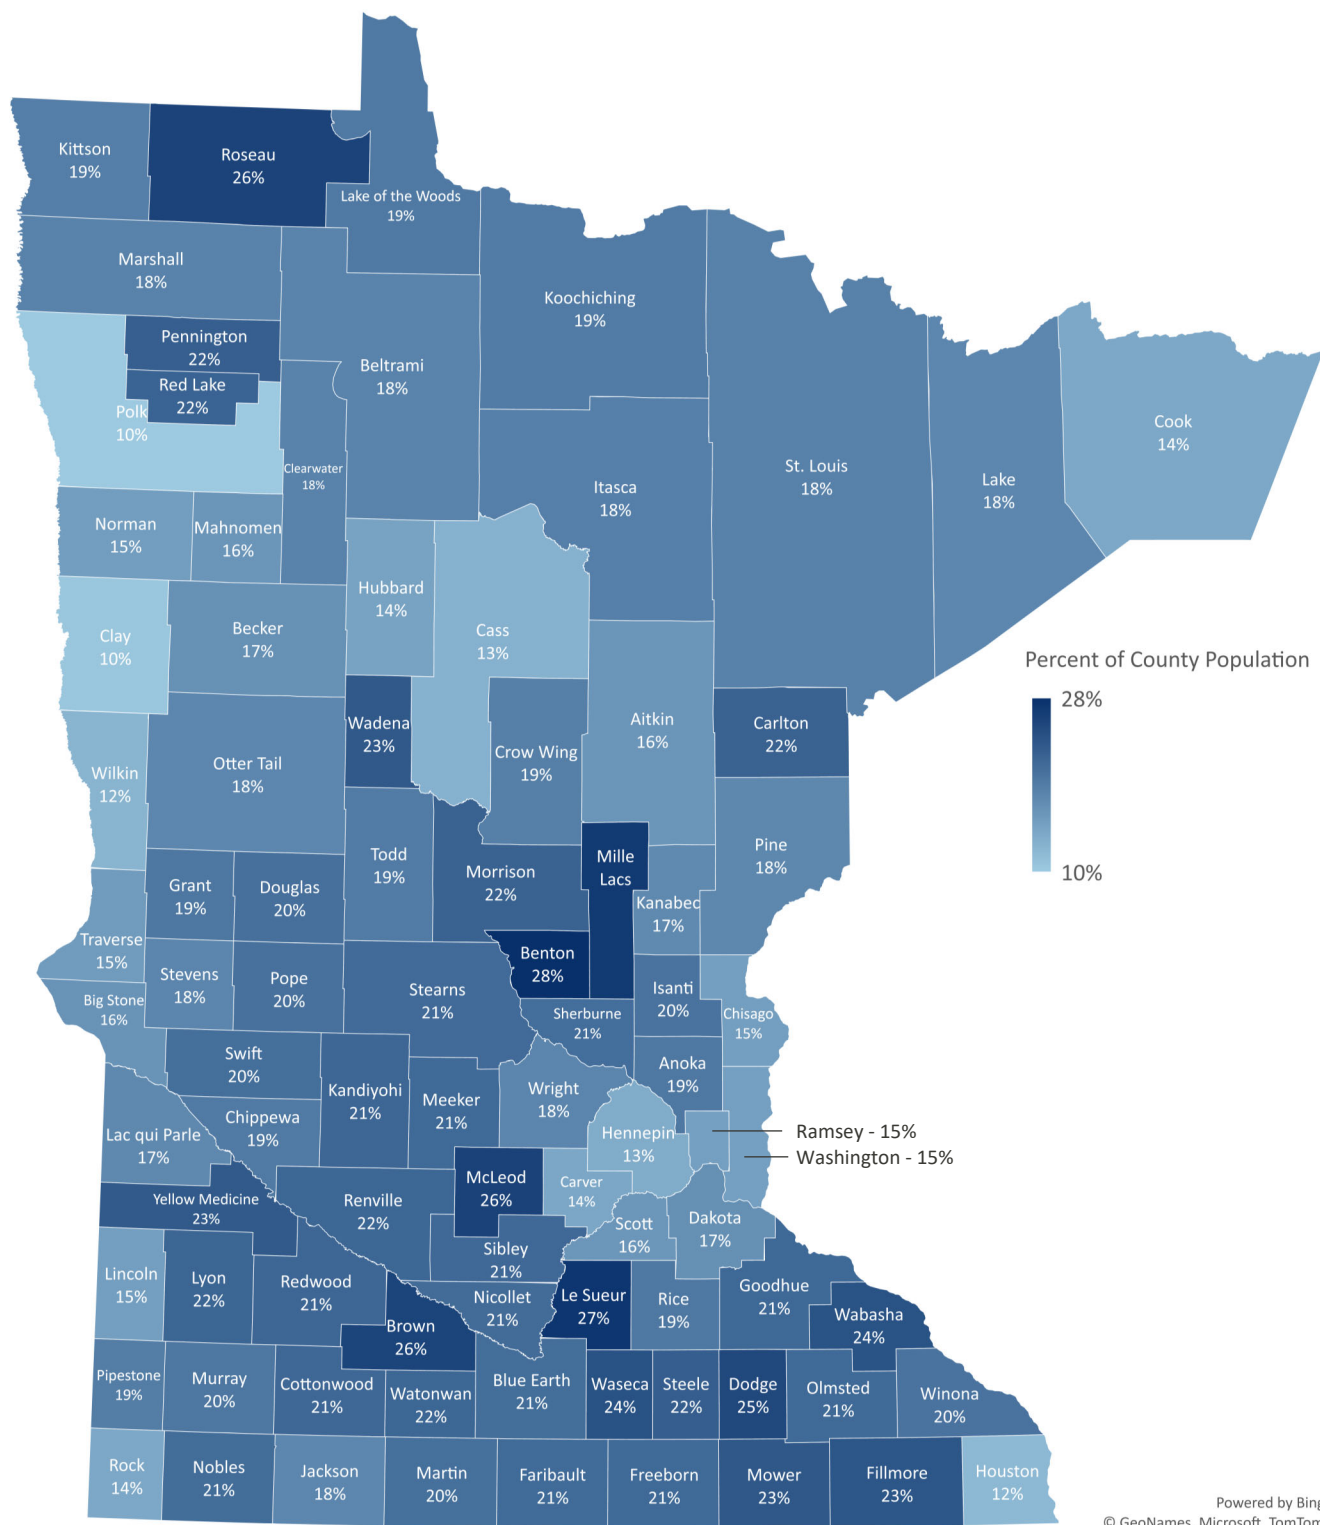 Kittson
19%
Roseau
26%
Lake of the Woods
19%
Marshall
18%
Koochiching
19%
Pennington
22%
Beltrami
18%
Red Lake
22%
Polk
10%
Cook
14%
Clearwater
18%
St. Louis
18%
Itasca
18%
Lake
18%
Norman
15%
Mahnomen
16%
Hubbard
14%
Cass
13%
Clay
10%
Becker
17%
Percent of County Population
28%
10%
Wadena
23%
Aitkin
16%
Carlton
22%
Crow Wing
19%
Otter Tail
18%
Wilkin
12%
Todd
19%
Morrison
22%
Mille
Lacs
Pine
18%
Grant
19%
Douglas
20%
Kanabec
17%
Traverse
15%
Benton
28%
Stevens
18%
Pope
20%
Stearns
21%
Isanti
20%
Big Stone
16%
Sherburne
21%
Chisago
15%
Swift
20%
Anoka
19%
Kandiyohi
21%
Meeker
21%
Wright
18%
Chippewa
19%
Lac qui Parle
17%
Hennepin
13%
Ramsey - 15%
Washington - 15%
McLeod
26%
Carver
14%
Yellow Medicine
23%
Renville
22%
Scott
16%
Dakota
17%
Sibley
21%
Lincoln
15%
Lyon
22%
Redwood
21%
Nicollet
21%
Le Sueur
27%
Rice
19%
Goodhue
21%
Wabasha
24%
Brown
26%
Pipestone
19%
Murray
20%
Cottonwood
21%
Watonwan
22%
Blue Earth
21%
Waseca
24%
Steele
22%
Dodge
25%
Olmsted
21%
Winona
20%
Rock
14%
Nobles
21%
Jackson
18%
Martin
20%
Faribault
21%
Freeborn
21%
Mower
23%
Fillmore
23%
Houston
12%
Powered by Bing
© GeoNames, Microsoft, TomTom